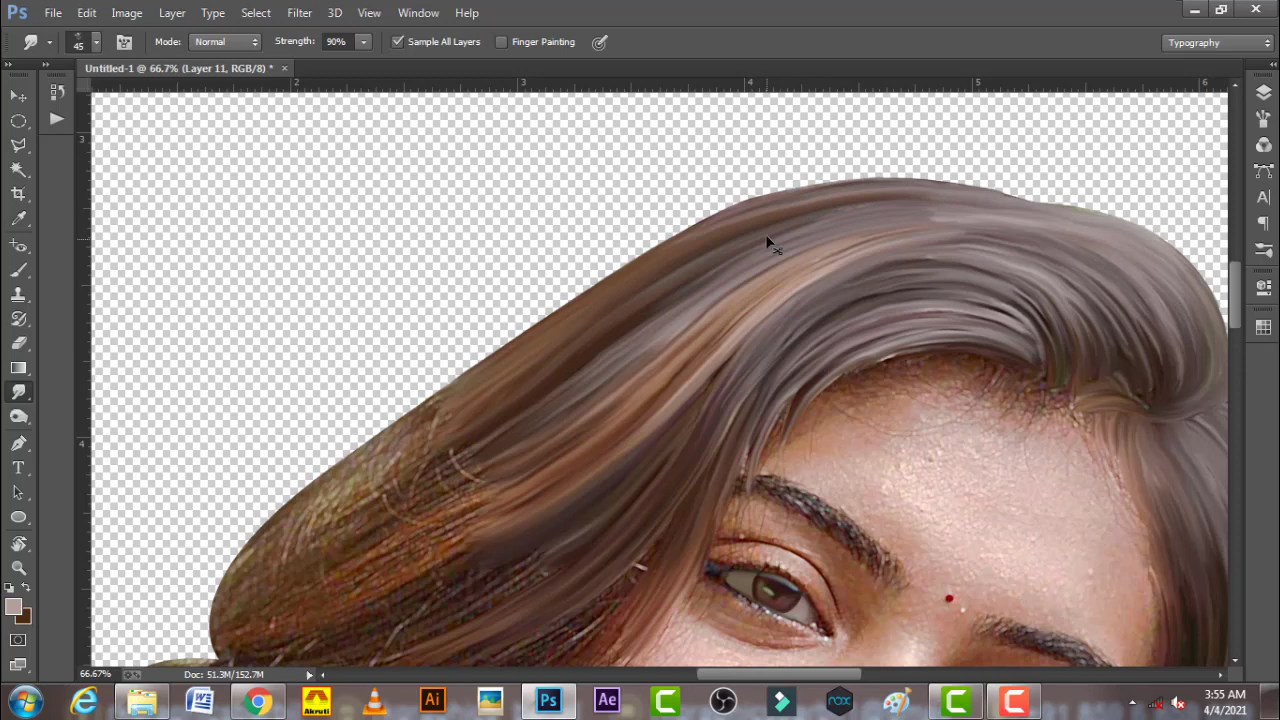 Ps File Edit Image Layer Type Select Filter 3D View Window Help
45 Mode: Normal Strength: 90% Sample All Layers Finger Painting Typography
Untitled-1 @ 66.7% (Layer 11, RGB/8) * ×
2 3 4 5 6
3
4
66.67% Doc: 51.3M/152.7M
Akruti Ai Ps Ae nox
3:55 AM
4/4/2021